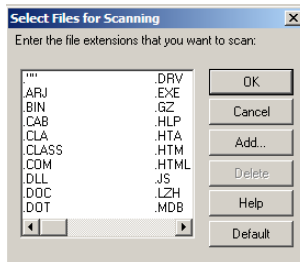 Select Files for Scanning
Enter the file extensions that you want to scan:
."" .DRV
.ARJ .EXE
.BIN .GZ
.CAB .HLP
.CLA .HTA
.CLASS .HTM
.COM .HTML
.DLL .JS
.DOC .LZH
.DOT .MDB
OK
Cancel
Add...
Delete
Help
Default